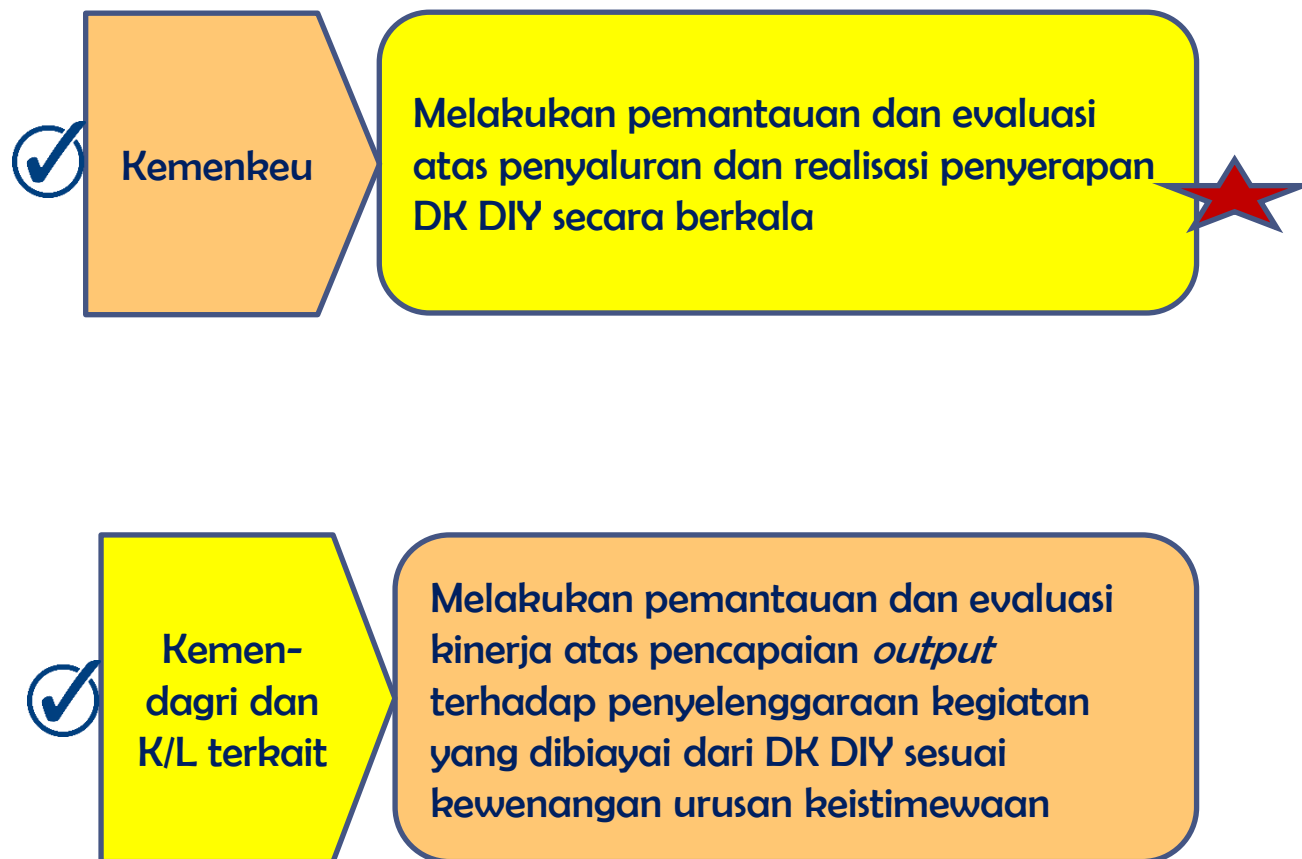 Kemenkeu
Melakukan pemantauan dan evaluasi
atas penyaluran dan realisasi penyerapan
DK DIY secara berkala
Kemen-
dagri dan
K/L terkait
Melakukan pemantauan dan evaluasi
kinerja atas pencapaian output
terhadap penyelenggaraan kegiatan
yang dibiayai dari DK DIY sesuai
kewenangan urusan keistimewaan